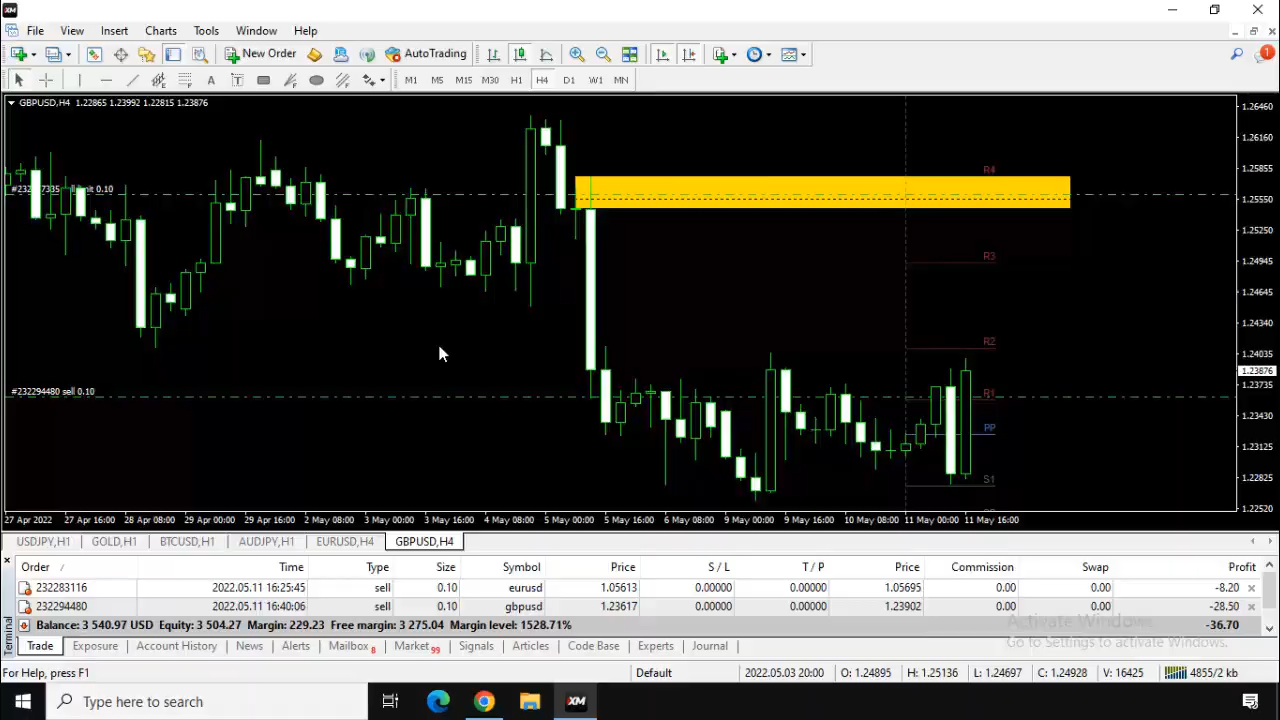 XM
File View Insert Charts Tools Window Help
New Order AutoTrading 1
A T M1 M5 M15 M30 H1 H4 D1 W1 MN
GBPUSD,H4 1.22865 1.23992 1.22815 1.23876
1.26460
1.26160
1.25855
R4
1.25550
1.25250
R3
1.24945
1.24645
1.24340
R2
1.24035
1.23876
1.23735
#232294480 sell 0.10
R1
1.23430
PP
1.23125
S1
1.22825
1.22520
27 Apr 2022 27 Apr 16:00 28 Apr 08:00 29 Apr 00:00 29 Apr 16:00 2 May 08:00 3 May 00:00 3 May 16:00 4 May 08:00 5 May 00:00 5 May 16:00 6 May 08:00 9 May 00:00 9 May 16:00 10 May 08:00 11 May 00:00 11 May 16:00
USDJPY,H1 GOLD,H1 BTCUSD,H1 AUDJPY,H1 EURUSD,H4 GBPUSD,H4
Order / Time Type Size Symbol Price S / L T / P Price Commission Swap Profit
232283116 2022.05.11 16:25:45 sell 0.10 eurusd 1.05613 0.00000 0.00000 1.05695 0.00 0.00 -8.20
232294480 2022.05.11 16:40:06 sell 0.10 gbpusd 1.23617 0.00000 0.00000 1.23902 0.00 0.00 -28.50
Balance: 3 540.97 USD Equity: 3 504.27 Margin: 229.23 Free margin: 3 275.04 Margin level: 1528.71% -36.70
Activate Windows
Go to Settings to activate Windows.
Terminal
Trade Exposure Account History News Alerts Mailbox 8 Market 99 Signals Articles Code Base Experts Journal
For Help, press F1 Default 2022.05.03 20:00 O: 1.24895 H: 1.25136 L: 1.24697 C: 1.24928 V: 16425 4855/2 kb
Type here to search XM